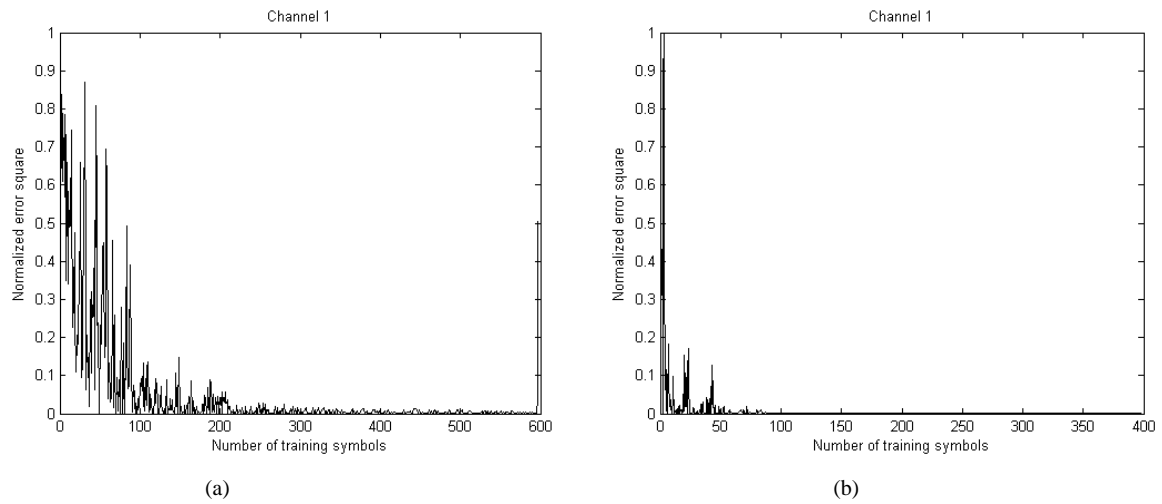 Channel 1
1
0.9
0.8
0.7
0.6
0.5
0.4
0.3
0.2
0.1
0
Normalized error square
0 100 200 300 400 500 600
Number of training symbols
(a)
Channel 1
1
0.9
0.8
0.7
0.6
0.5
0.4
0.3
0.2
0.1
0
Normalized error square
0 50 100 150 200 250 300 350 400
Number of training symbols
(b)